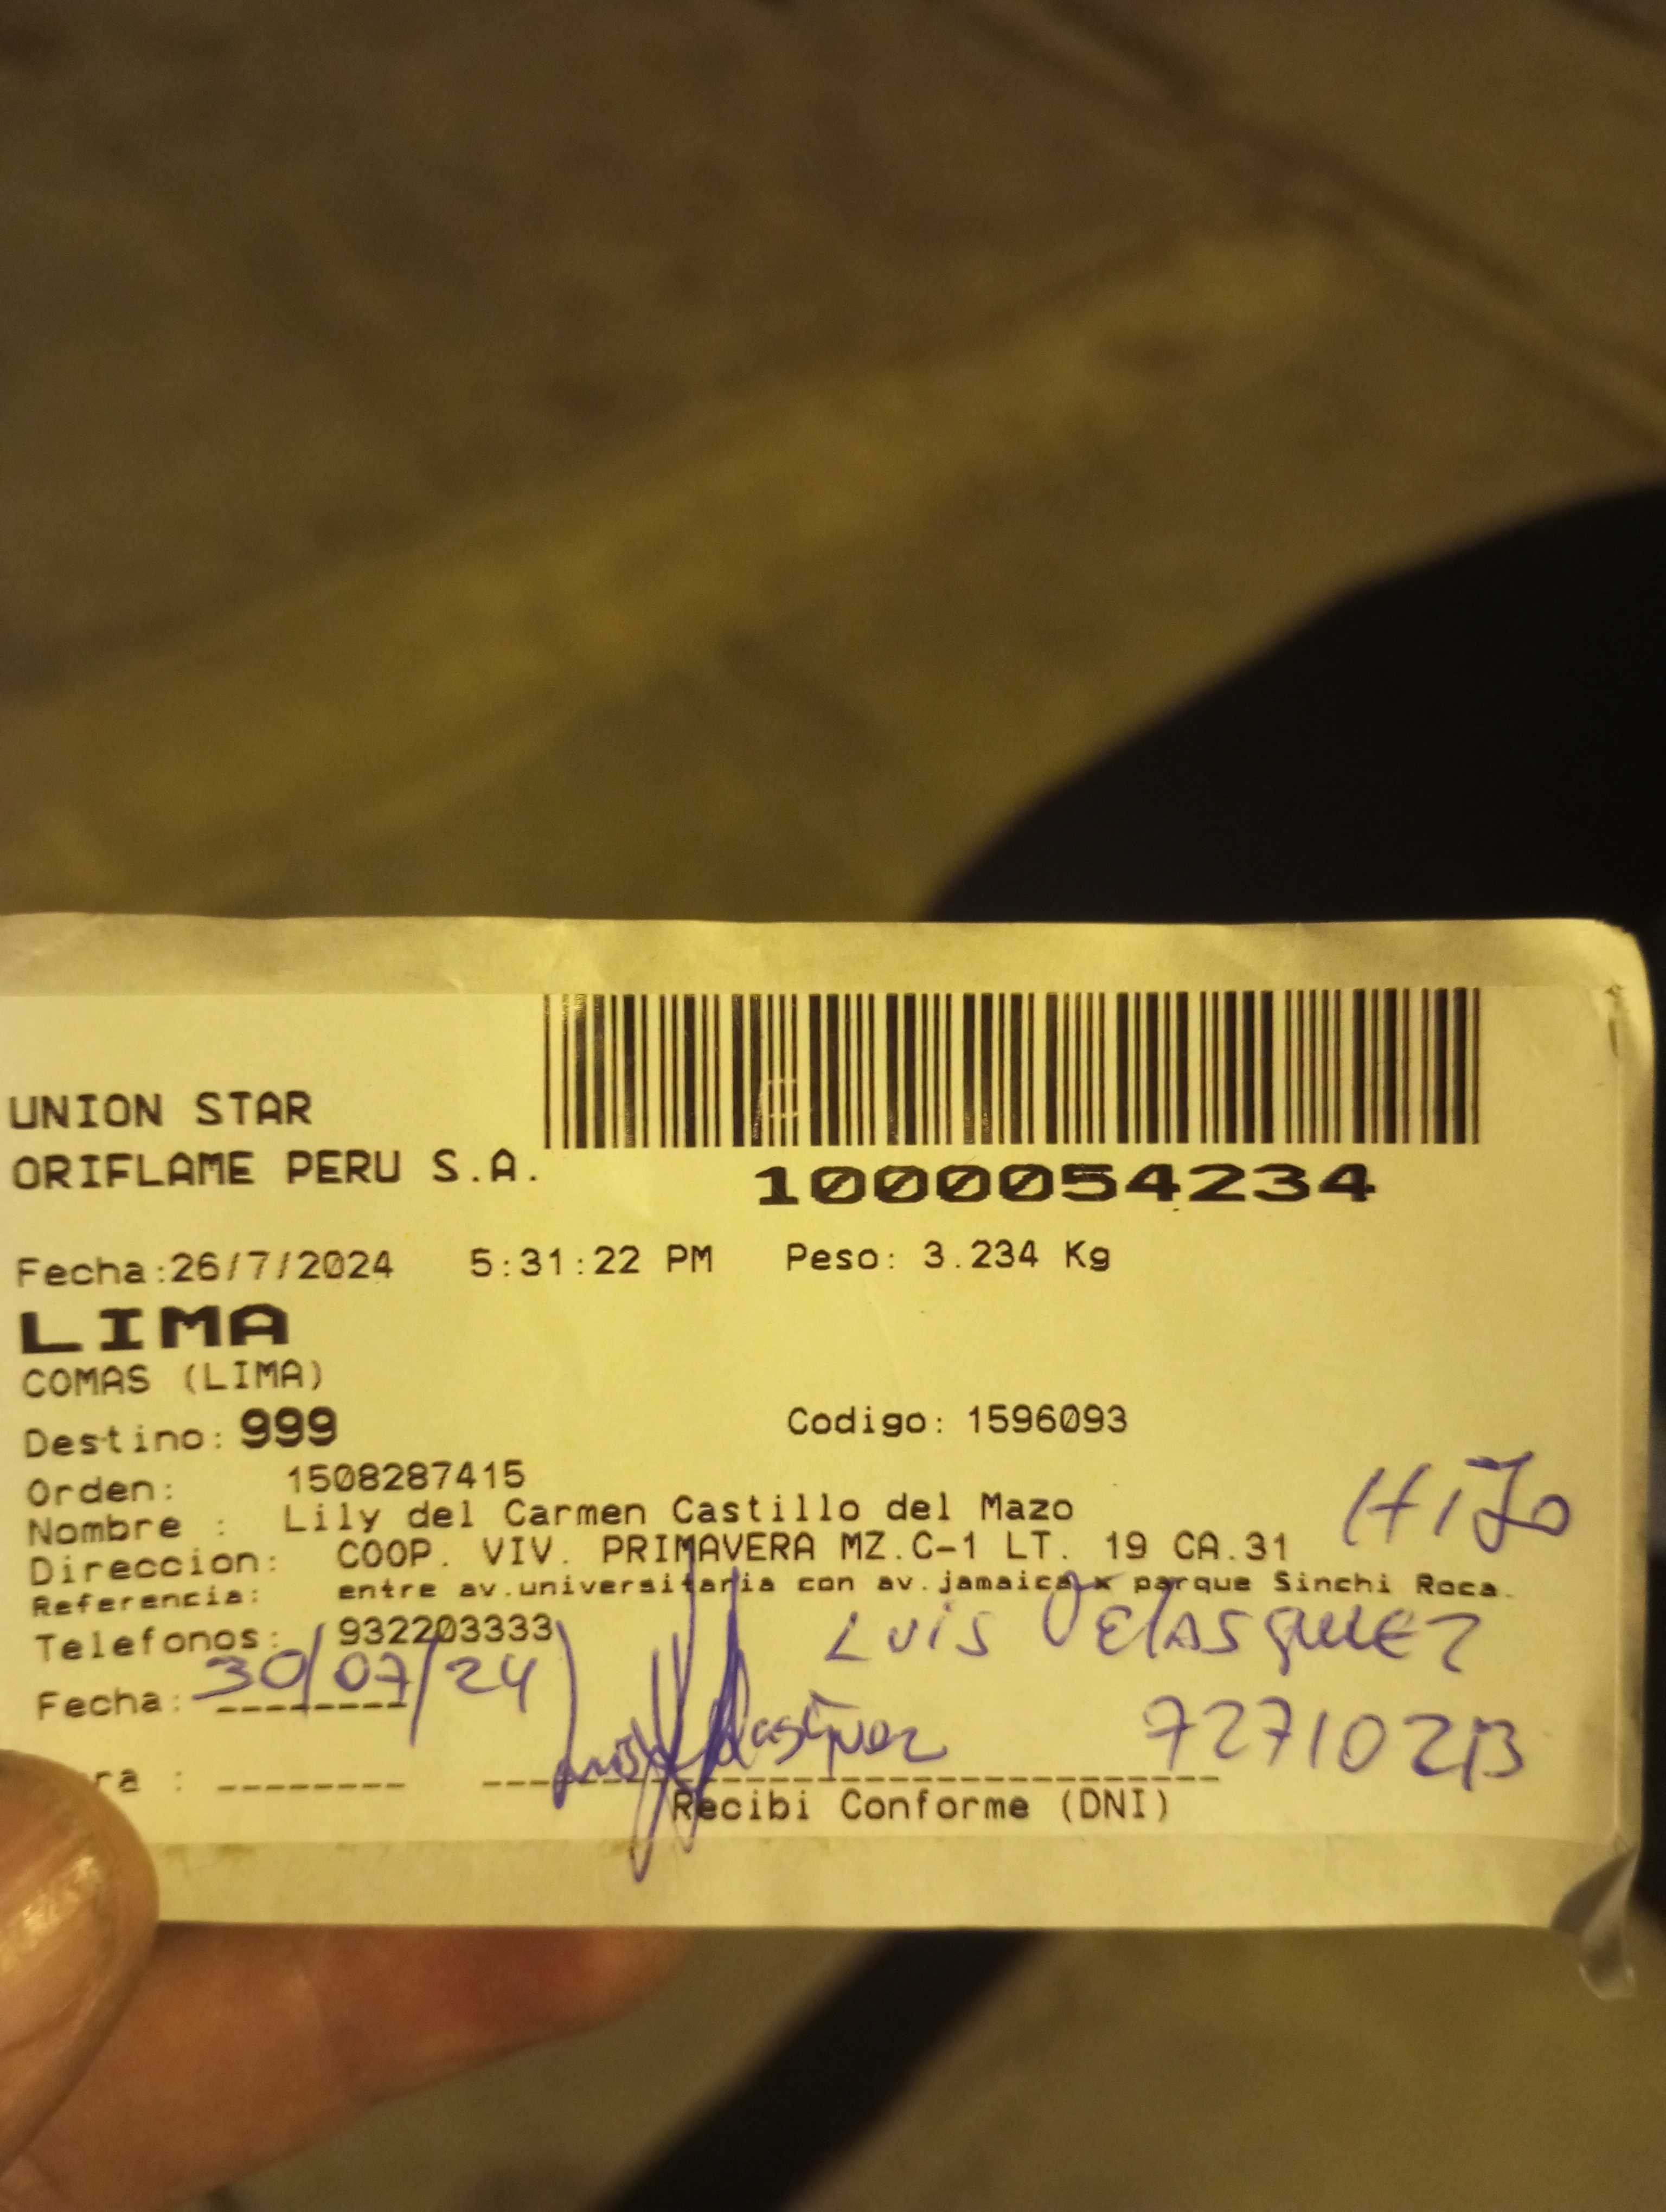 UNION STAR
ORIFLAME PERU S.A.
1000054234
Fecha:26/7/2024 5:31:22 PM Peso: 3.234 Kg
LIMA
COMAS (LIMA)
Destino: 999 Codigo: 1596093
Orden: 1508287415
Nombre : Lily del Carmen Castillo del Mazo
HIJO
Direccion: COOP. VIV. PRIMAVERA MZ.C-1 LT. 19 CA.31
Referencia: entre av.universitaria con av.jamaica x parque Sinchi Roca.
Telefonos: 932203333
LUIS VELASQUEZ
Fecha: 30/07/24
727102
ra :
Recibi Conforme (DNI)